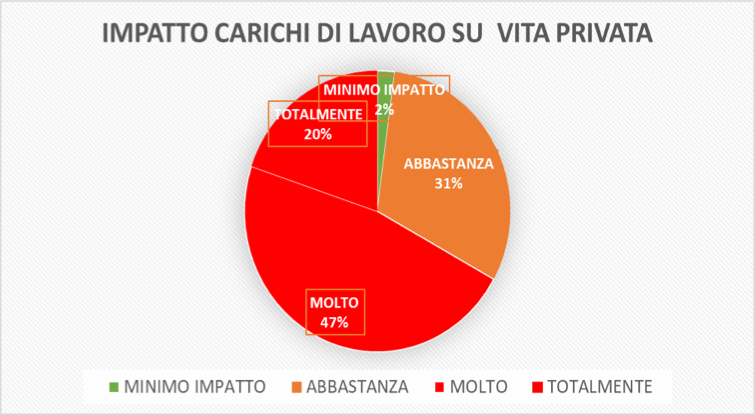 IMPATTO CARICHI DI LAVORO SU VITA PRIVATA
MINIMO IMPATTO
2%
TOTALMENTE
20%
ABBASTANZA
31%
MOLTO
47%
MINIMO IMPATTO ABBASTANZA MOLTO TOTALMENTE